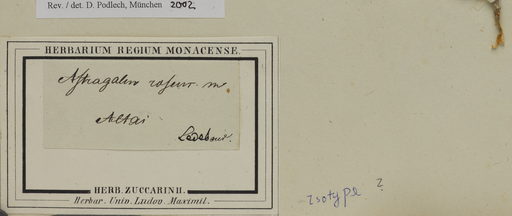 Rev. / det. D. Podlech, München 2002
HERBARIUM REGIUM MONACENSE.
Astragalus roseus m
Altai
Ledebour.
HERB. ZUCCARINII.
Herbar. Univ. Ludov. Maximil.
Isotype ?